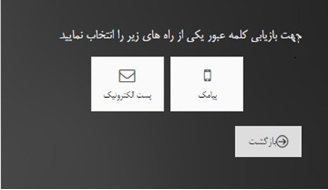 جهت بازیابی کلمه عبور یکی از راه های زیر را انتخاب نمایید
پیامک
پست الکترونیک
بازگشت